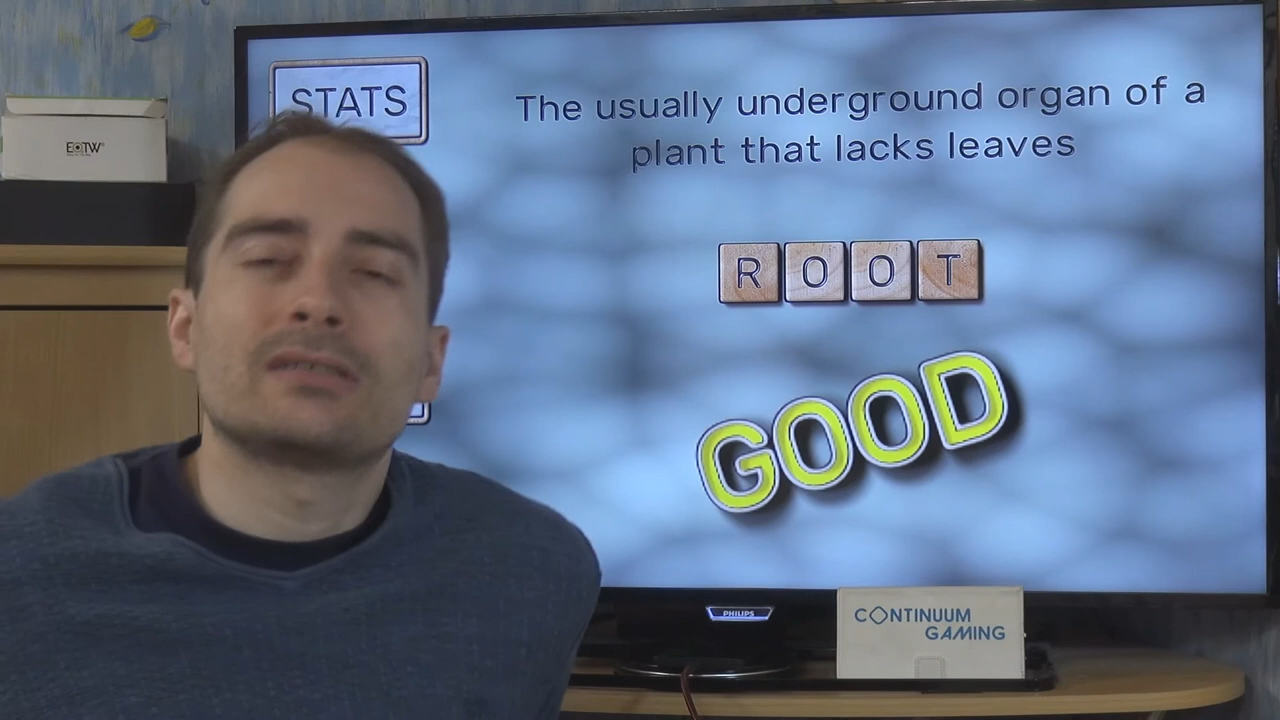 STATS
The usually underground organ of a
plant that lacks leaves
ROOT
GOOD
EOTW
PHILIPS
CONTINUUM
GAMING